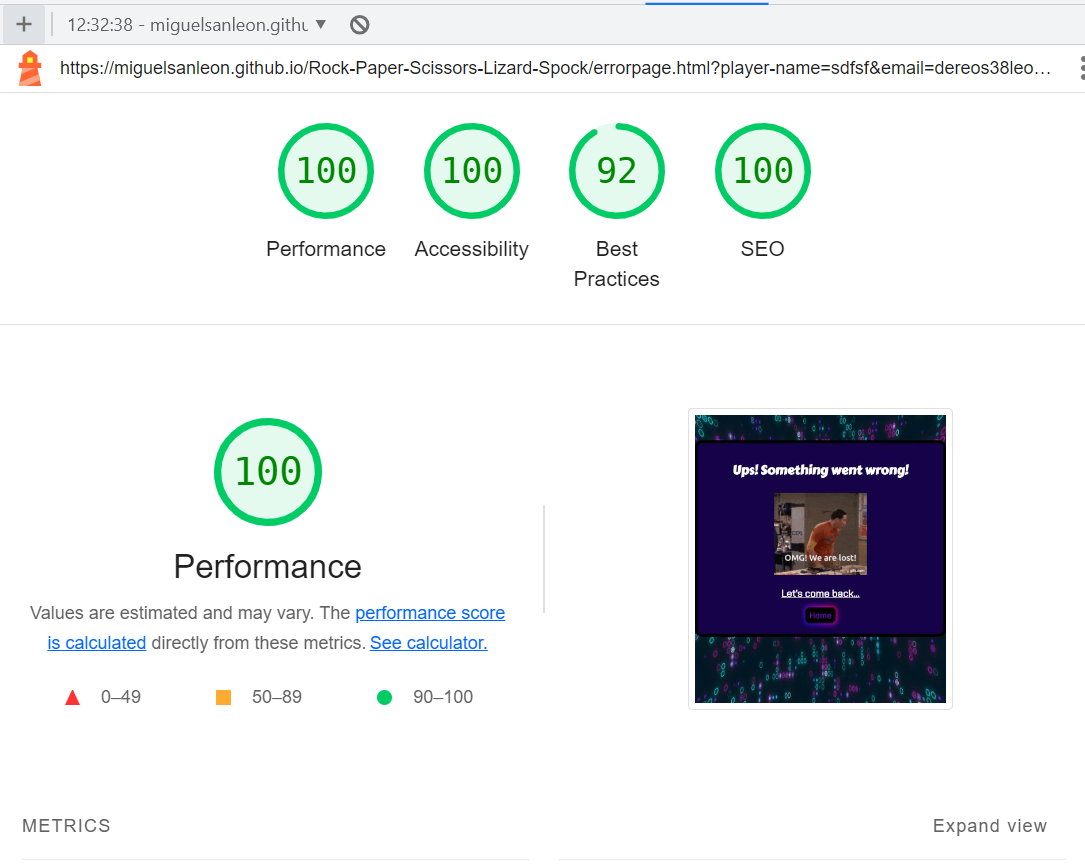 12:32:38 - miguelsanleon.githu
https://miguelsanleon.github.io/Rock-Paper-Scissors-Lizard-Spock/errorpage.html?player-name=sdfsf&email=dereos38leo…
100 100 92 100
Performance Accessibility Best Practices SEO
100
Ups! Something went wrong!
OMG! We are lost!
Let's come back...
Home
Performance
Values are estimated and may vary. The performance score
is calculated directly from these metrics. See calculator.
0–49 50–89 90–100
METRICS Expand view